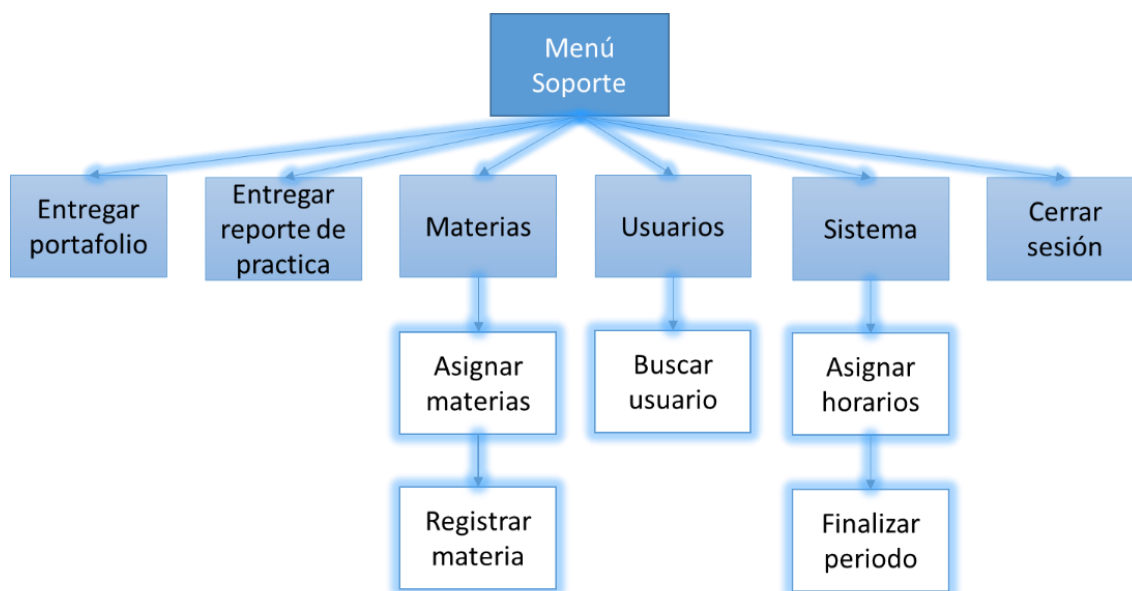 Menú
Soporte
Entregar
portafolio
Entregar
reporte de
practica
Materias
Usuarios
Sistema
Cerrar
sesión
Asignar
materias
Buscar
usuario
Asignar
horarios
Registrar
materia
Finalizar
periodo